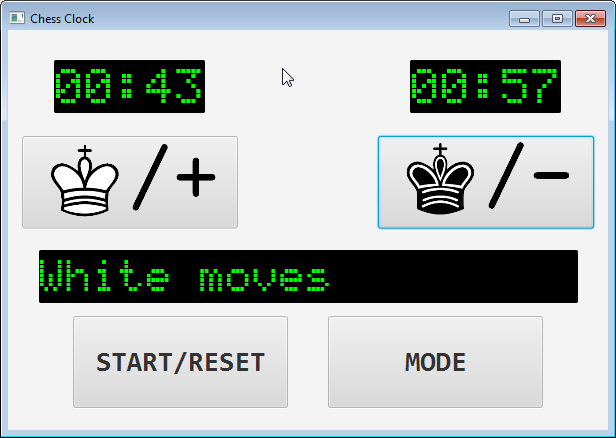 Chess Clock
00:43 00:57
/+ /-
White moves
START/RESET MODE